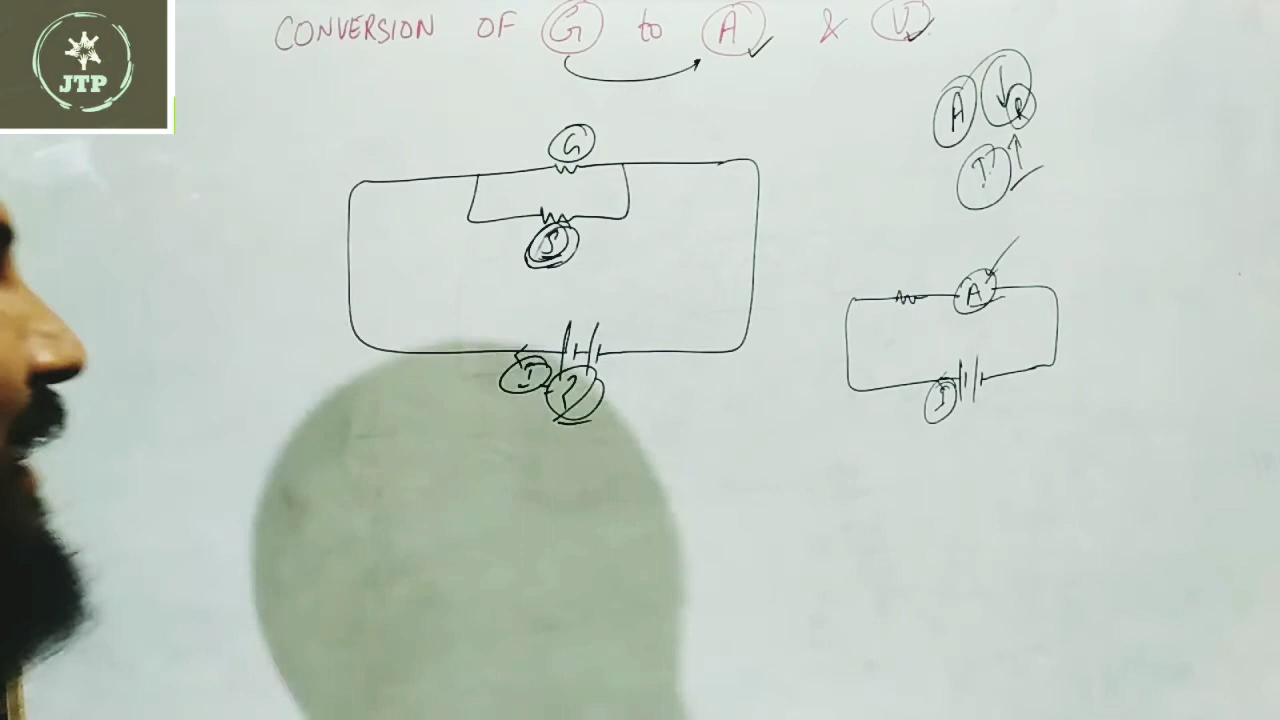 JTP
CONVERSION OF G to A & V
A ↓ R
G
S
I
A
I